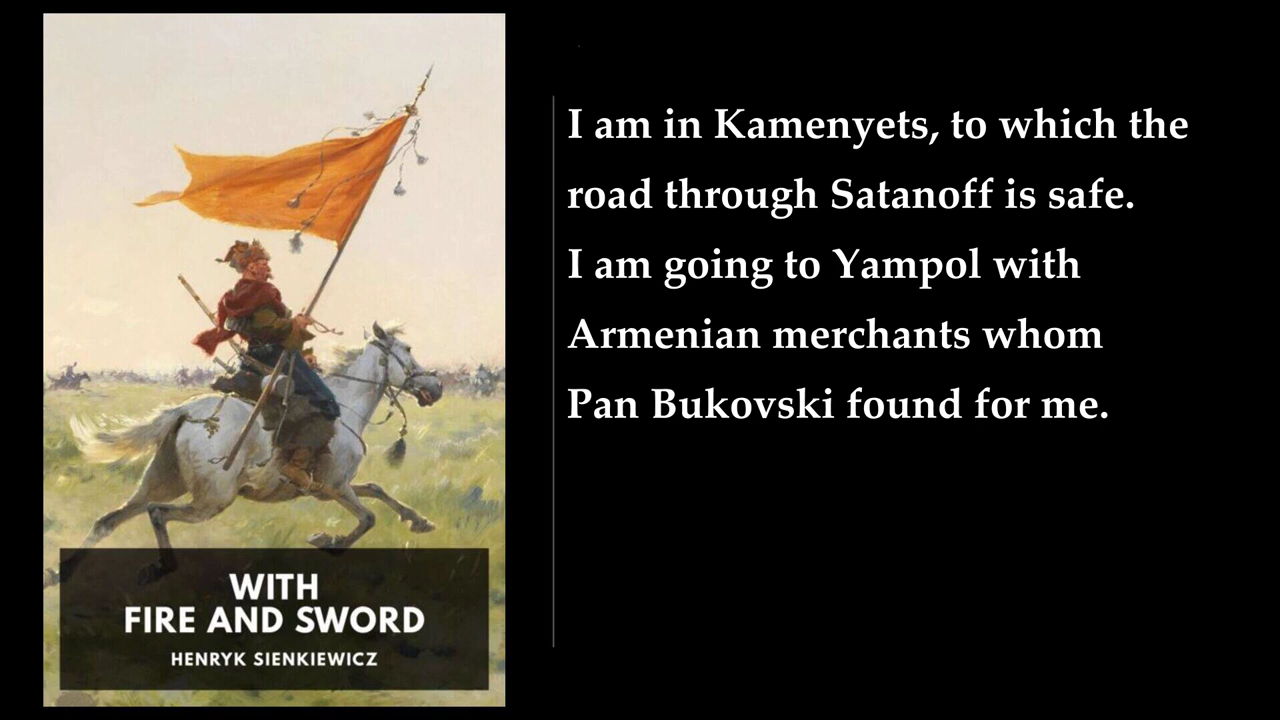 WITH
FIRE AND SWORD
HENRYK SIENKIEWICZ
I am in Kamenyets, to which the
road through Satanoff is safe.
I am going to Yampol with
Armenian merchants whom
Pan Bukovski found for me.